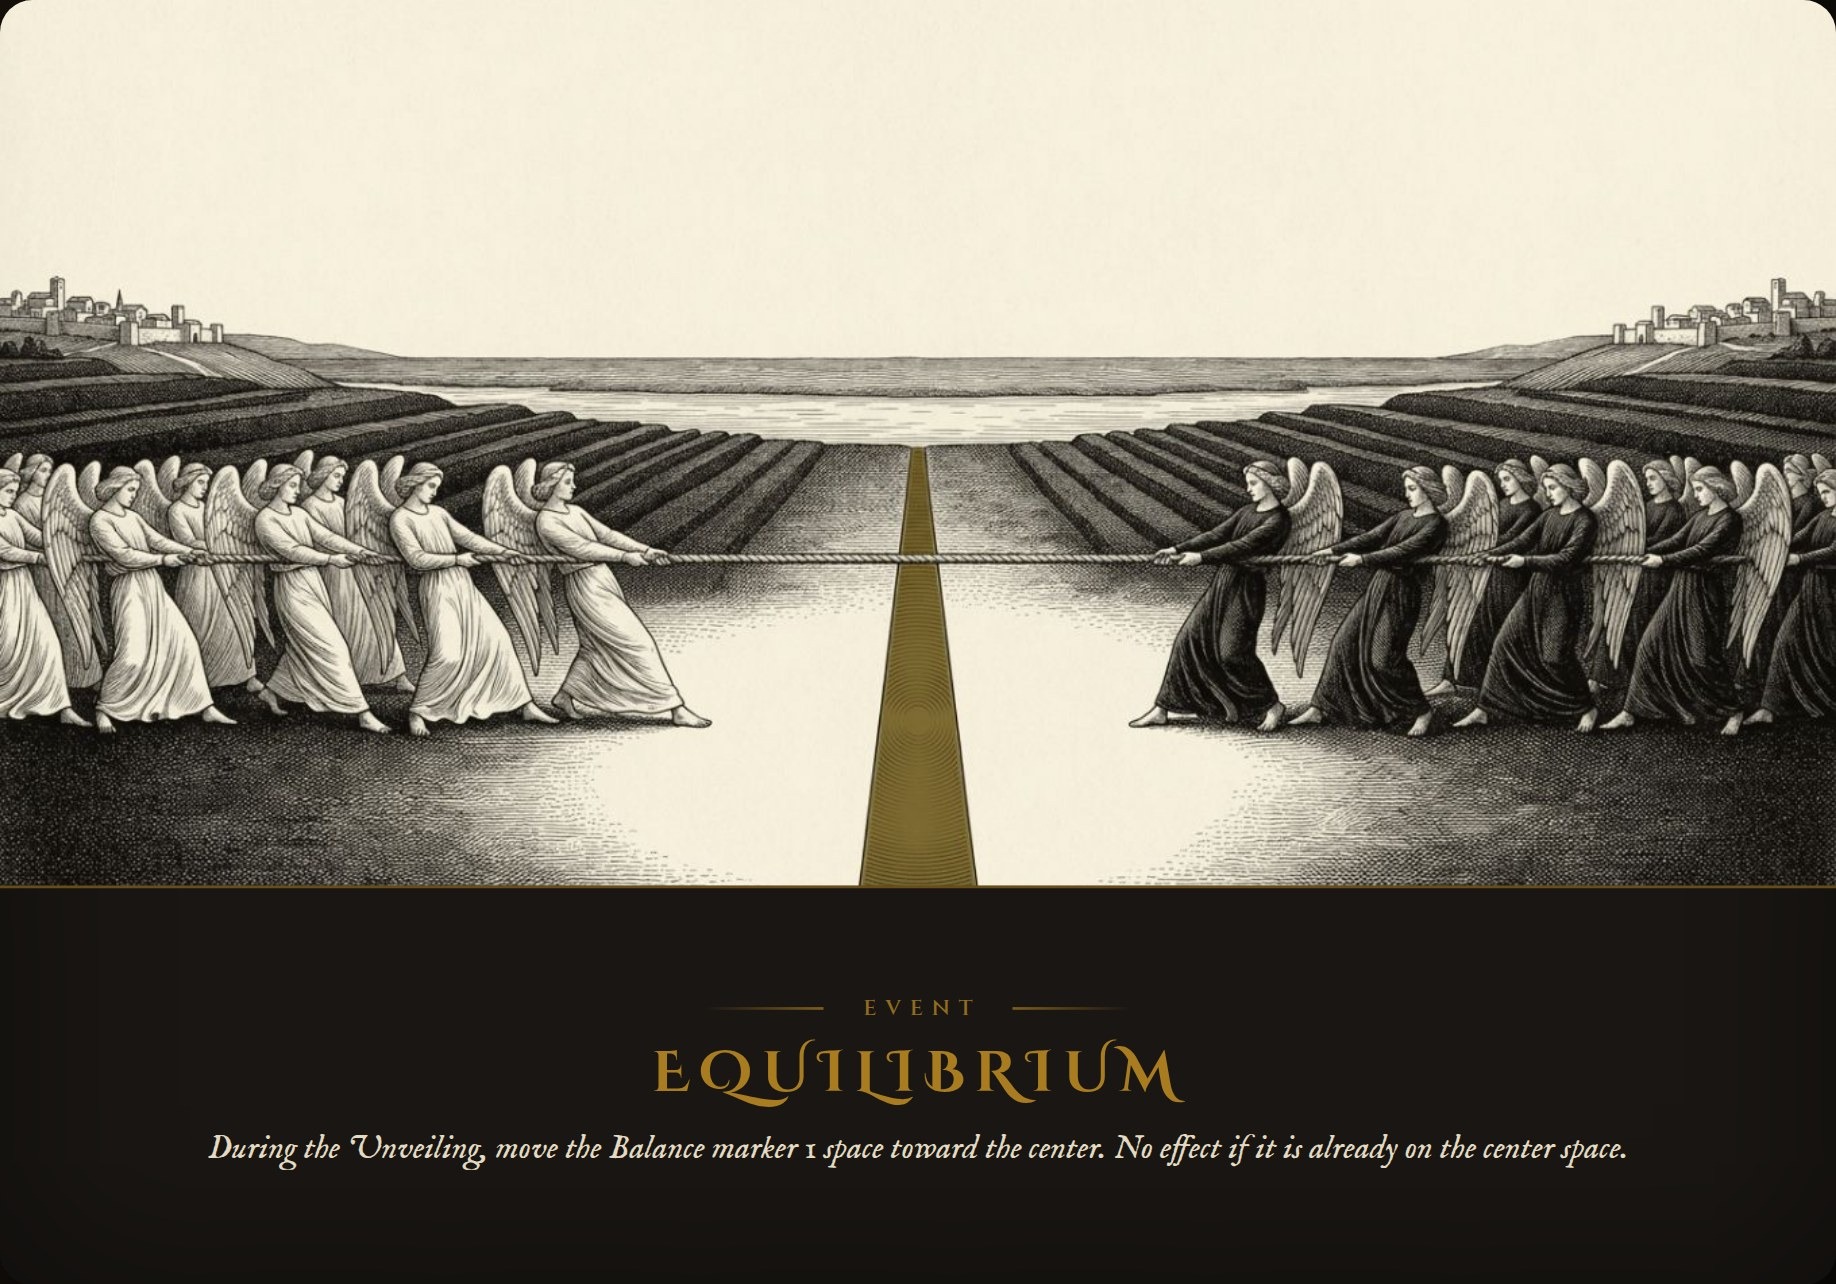 EVENT
EQUILIBRIUM
During the Unveiling, move the Balance marker 1 space toward the center. No effect if it is already on the center space.